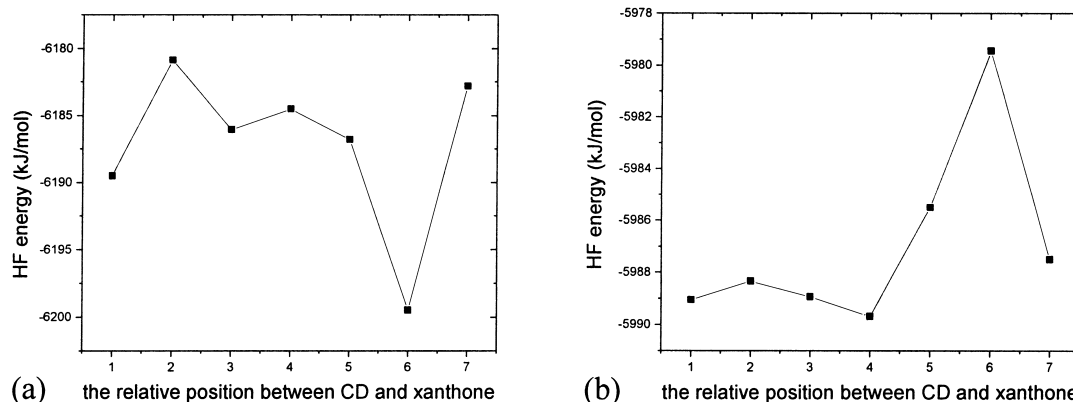 -6180
-6185
-6190
-6195
-6200
HF energy (kJ/mol)
1 2 3 4 5 6 7
(a) the relative position between CD and xanthone
-5978
-5980
-5982
-5984
-5986
-5988
-5990
HF energy (kJ/mol)
1 2 3 4 5 6 7
(b) the relative position between CD and xanthone